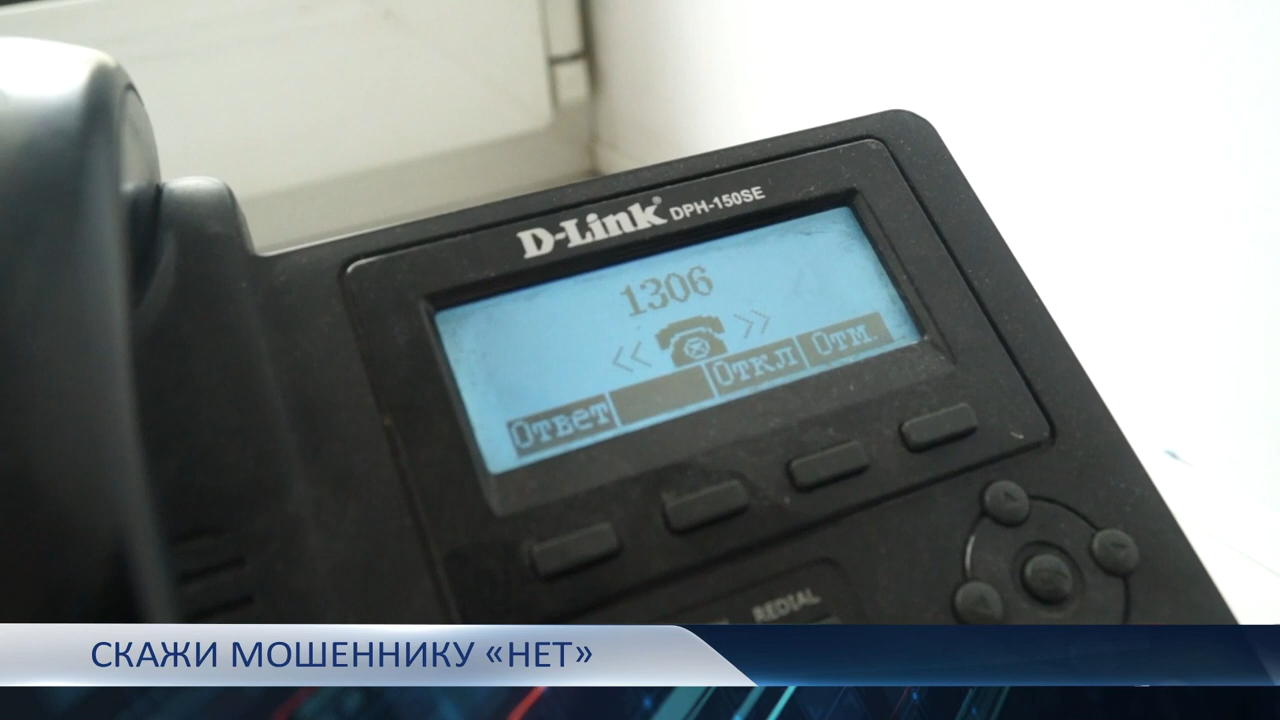 D-Link DPH-150SE
1306
Ответ Откл Отм.
REDIAL
СКАЖИ МОШЕННИКУ «НЕТ»